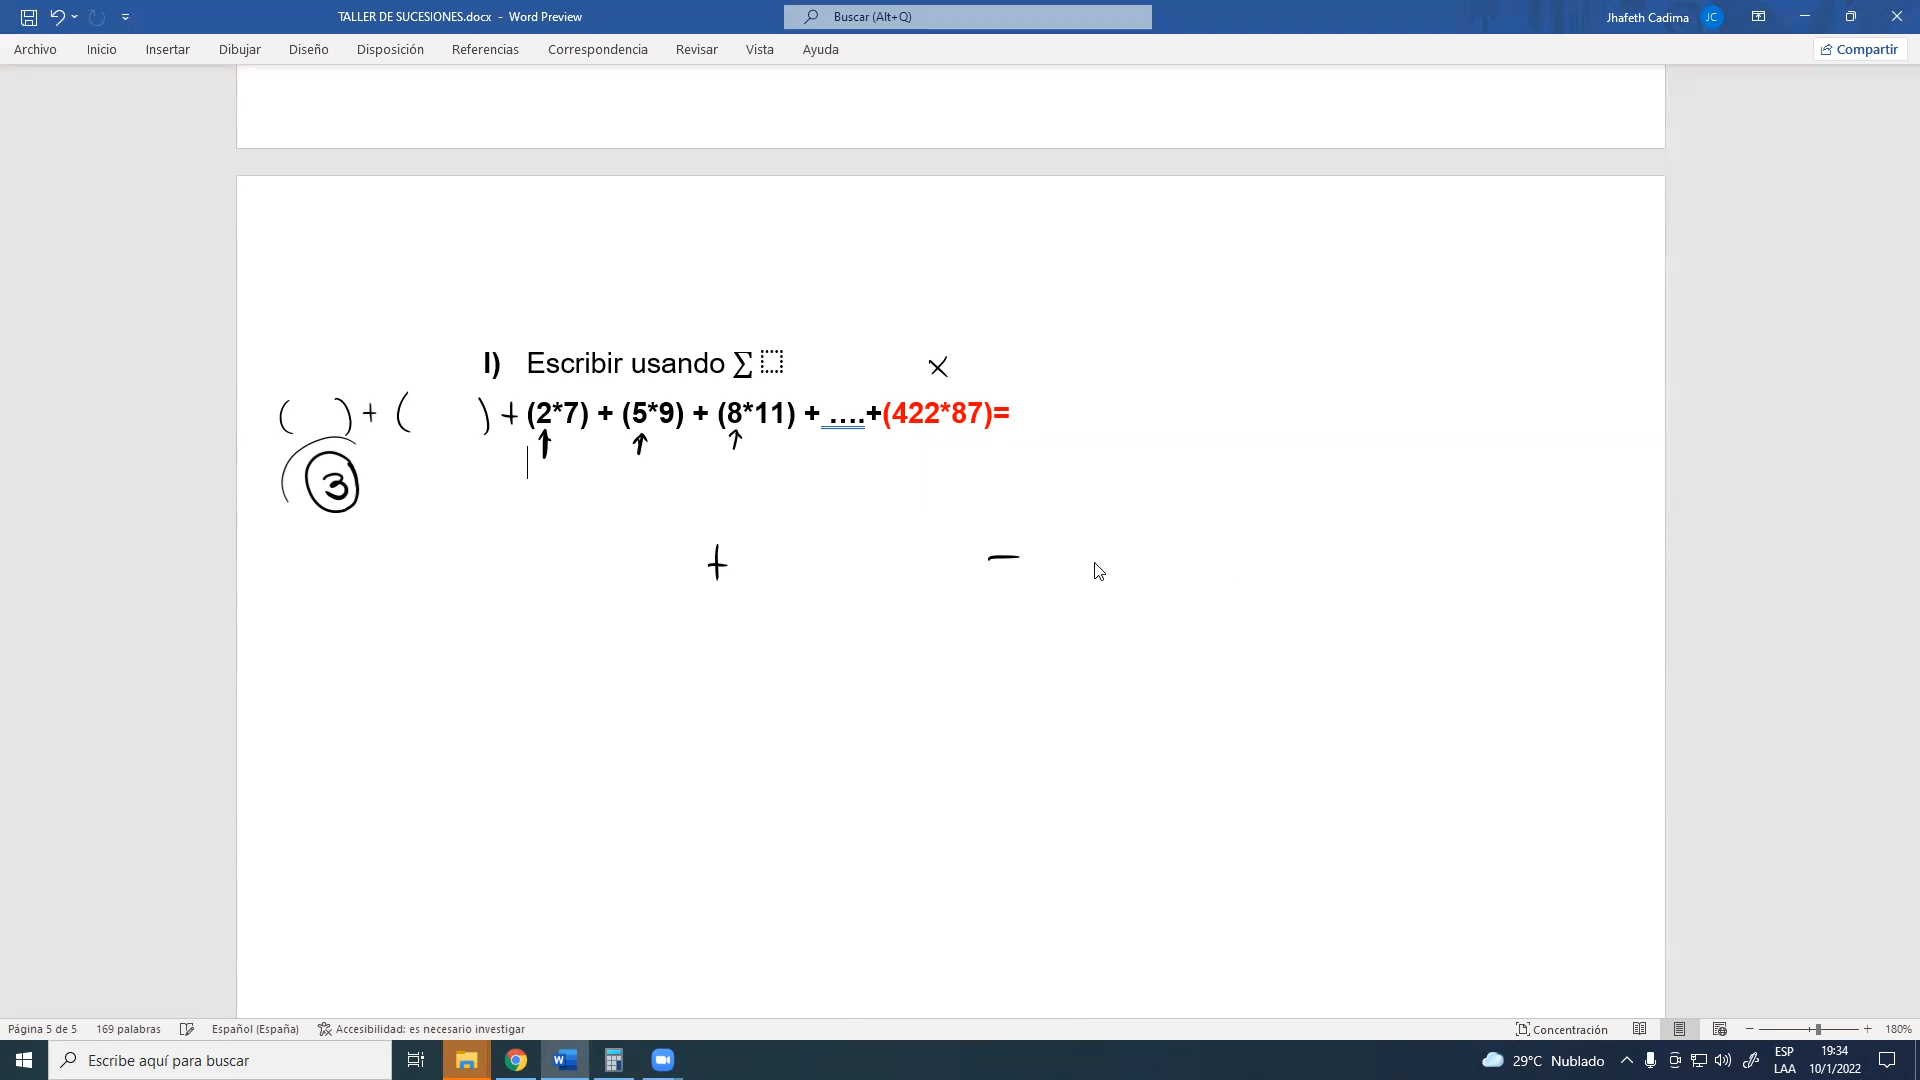 TALLER DE SUCESIONES.docx - Word Preview
Buscar (Alt+Q)
Jhafeth Cadima JC
Archivo Inicio Insertar Dibujar Diseño Disposición Referencias Correspondencia Revisar Vista Ayuda Compartir
I) Escribir usando ∑ ⬚ ×
( ) + ( ) + (2*7) + (5*9) + (8*11) + ....+(422*87)=
3
+ −
Página 5 de 5 169 palabras Español (España) Accesibilidad: es necesario investigar Concentración 180%
Escribe aquí para buscar 29°C Nublado ESP LAA 19:34 10/1/2022